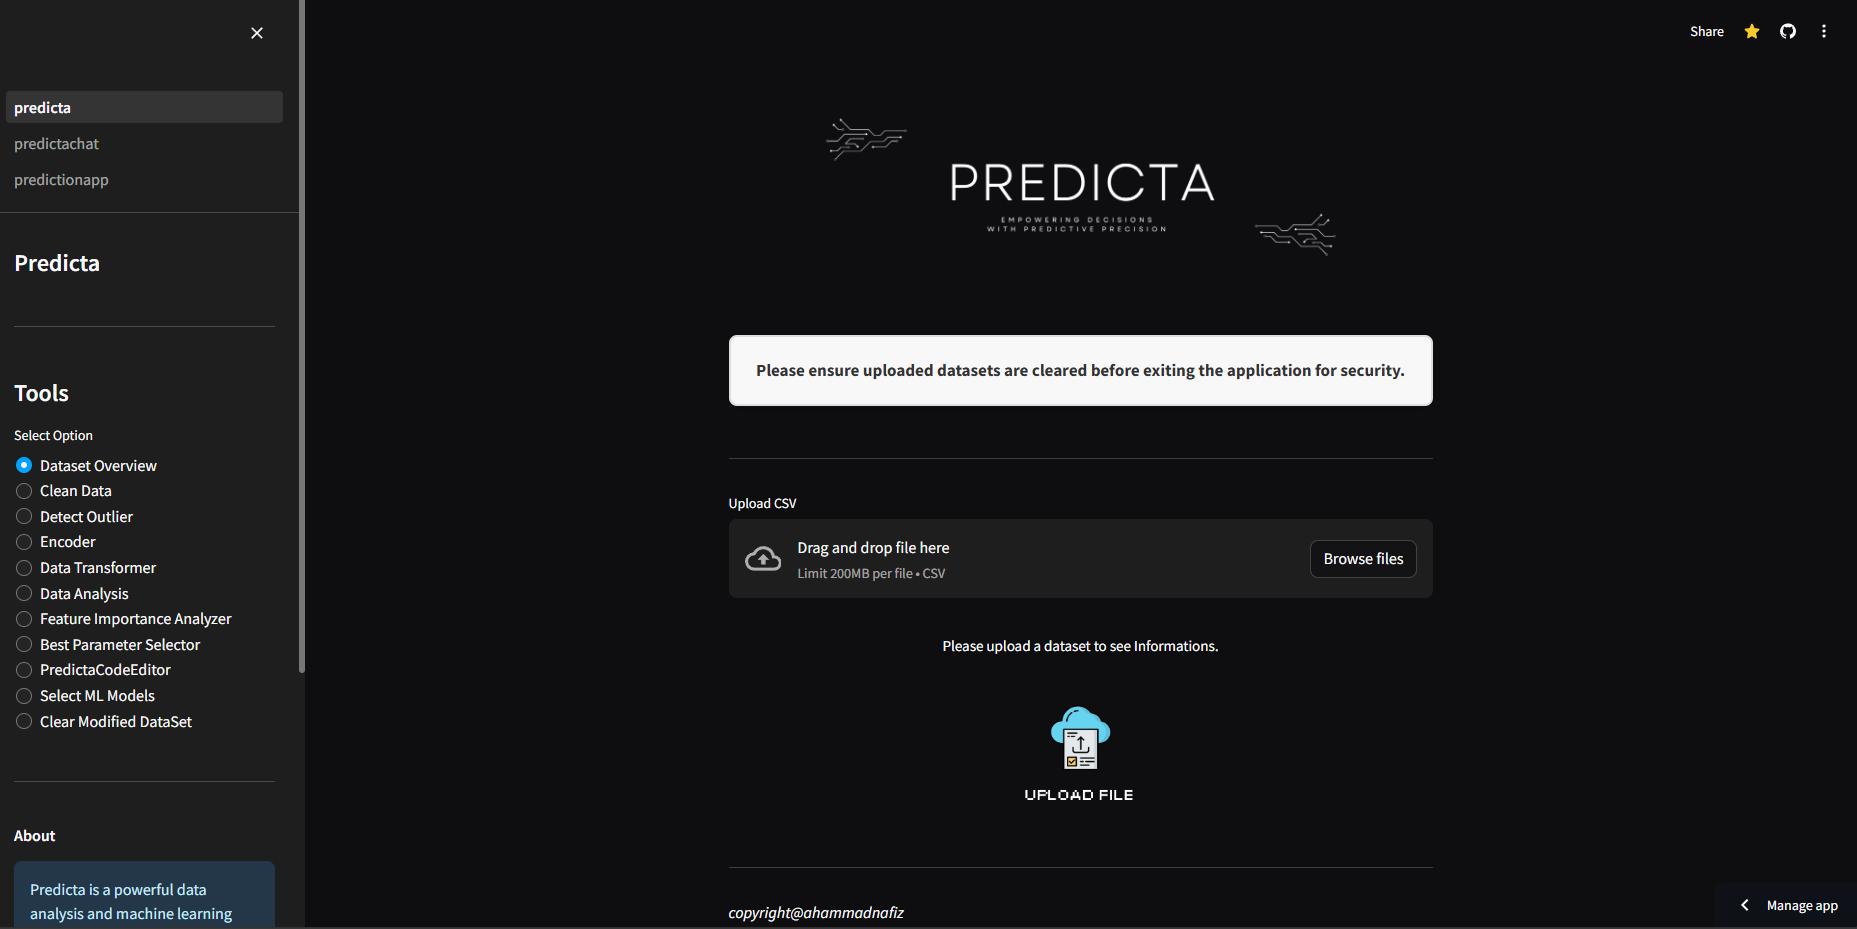 predicta
predictachat
predictionapp
Predicta
Tools
Select Option
Dataset Overview
Clean Data
Detect Outlier
Encoder
Data Transformer
Data Analysis
Feature Importance Analyzer
Best Parameter Selector
PredictaCodeEditor
Select ML Models
Clear Modified DataSet
About
Predicta is a powerful data
analysis and machine learning
Share
PREDICTA
EMPOWERING DECISIONS
WITH PREDICTIVE PRECISION
Please ensure uploaded datasets are cleared before exiting the application for security.
Upload CSV
Drag and drop file here
Limit 200MB per file • CSV
Browse files
Please upload a dataset to see Informations.
UPLOAD FILE
copyright@ahammadnafiz
Manage app